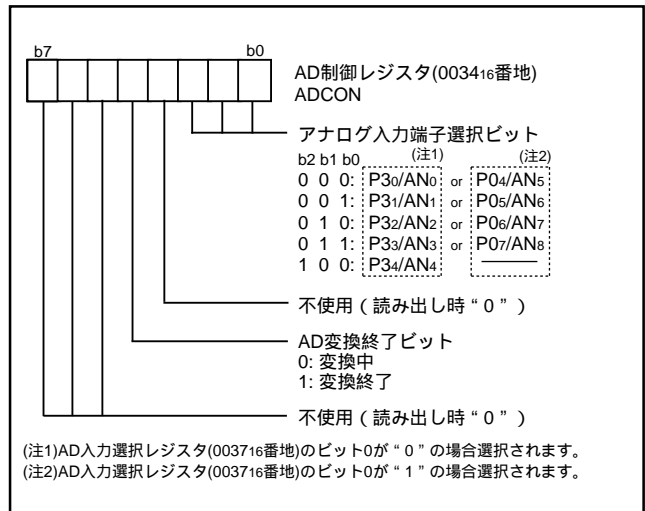 b7 b0
AD制御レジスタ(003416番地)
ADCON
アナログ入力端子選択ビット
b2 b1 b0 (注1) (注2)
0 0 0: P30/AN0 or P04/AN5
0 0 1: P31/AN1 or P05/AN6
0 1 0: P32/AN2 or P06/AN7
0 1 1: P33/AN3 or P07/AN8
1 0 0: P34/AN4
不使用(読み出し時“0”)
AD変換終了ビット
0: 変換中
1: 変換終了
不使用(読み出し時“0”)
(注1)AD入力選択レジスタ(003716番地)のビット0が“0”の場合選択されます。
(注2)AD入力選択レジスタ(003716番地)のビット0が“1”の場合選択されます。